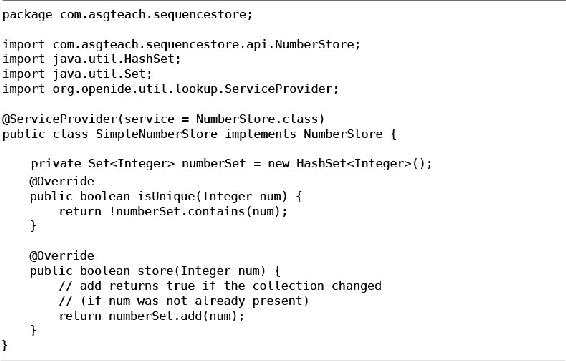 package com.asgteach.sequencestore;

import com.asgteach.sequencestore.api.NumberStore;
import java.util.HashSet;
import java.util.Set;
import org.openide.util.lookup.ServiceProvider;

@ServiceProvider(service = NumberStore.class)
public class SimpleNumberStore implements NumberStore {

    private Set<Integer> numberSet = new HashSet<Integer>();
    @Override
    public boolean isUnique(Integer num) {
        return !numberSet.contains(num);
    }

    @Override
    public boolean store(Integer num) {
        // add returns true if the collection changed
        // (if num was not already present)
        return numberSet.add(num);
    }
}